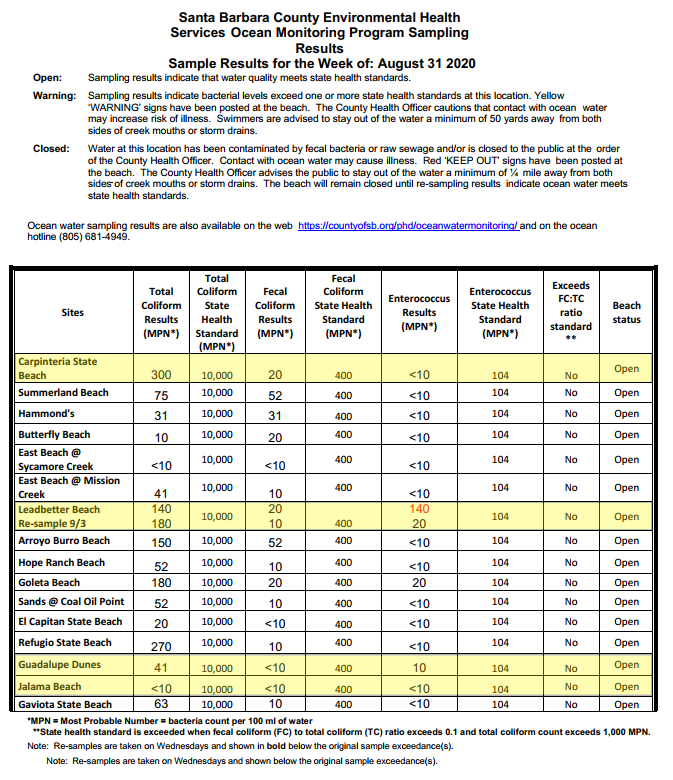 Santa Barbara County Environmental Health
Services Ocean Monitoring Program Sampling
Results
Sample Results for the Week of: August 31 2020
Open: Sampling results indicate that water quality meets state health standards.
Warning: Sampling results indicate bacterial levels exceed one or more state health standards at this location. Yellow
'WARNING' signs have been posted at the beach. The County Health Officer cautions that contact with ocean water
may increase risk of illness. Swimmers are advised to stay out of the water a minimum of 50 yards away from both
sides of creek mouths or storm drains.
Closed: Water at this location has been contaminated by fecal bacteria or raw sewage and/or is closed to the public at the order
of the County Health Officer. Contact with ocean water may cause illness. Red 'KEEP OUT' signs have been posted at
the beach. The County Health Officer advises the public to stay out of the water a minimum of ¼ mile away from both
sides of creek mouths or storm drains. The beach will remain closed until re-sampling results indicate ocean water meets
state health standards.
Ocean water sampling results are also available on the web https://countyofsb.org/phd/oceanwatermonitoring/ and on the ocean
hotline (805) 681-4949.
Sites
Total
Coliform
Results
(MPN*)
Total
Coliform
State
Health
Standard
(MPN*)
Fecal
Coliform
Results
(MPN*)
Fecal
Coliform
State Health
Standard
(MPN*)
Enterococcus
Results
(MPN*)
Enterococcus
State Health
Standard
(MPN*)
Exceeds
FC:TC
ratio
standard
**
Beach
status
Carpinteria State
Beach 300 10,000 20 400 <10 104 No Open
Summerland Beach 75 10,000 52 400 <10 104 No Open
Hammond's 31 10,000 31 400 <10 104 No Open
Butterfly Beach 10 10,000 20 400 <10 104 No Open
East Beach @
Sycamore Creek <10 10,000 <10 400 <10 104 No Open
East Beach @ Mission
Creek 41 10,000 10 400 <10 104 No Open
Leadbetter Beach 140 20 140
Re-sample 9/3 180 10,000 10 400 20 104 No Open
Arroyo Burro Beach 150 10,000 52 400 <10 104 No Open
Hope Ranch Beach 52 10,000 10 400 <10 104 No Open
Goleta Beach 180 10,000 20 400 20 104 No Open
Sands @ Coal Oil Point 52 10,000 10 400 <10 104 No Open
El Capitan State Beach 20 10,000 <10 400 <10 104 No Open
Refugio State Beach 270 10,000 10 400 <10 104 No Open
Guadalupe Dunes 41 10,000 <10 400 10 104 No Open
Jalama Beach <10 10,000 <10 400 <10 104 No Open
Gaviota State Beach 63 10,000 10 400 <10 104 No Open
*MPN = Most Probable Number = bacteria count per 100 ml of water
**State health standard is exceeded when fecal coliform (FC) to total coliform (TC) ratio exceeds 0.1 and total coliform count exceeds 1,000 MPN.
Note: Re-samples are taken on Wednesdays and shown in bold below the original sample exceedance(s).
Note: Re-samples are taken on Wednesdays and shown below the original sample exceedance(s).